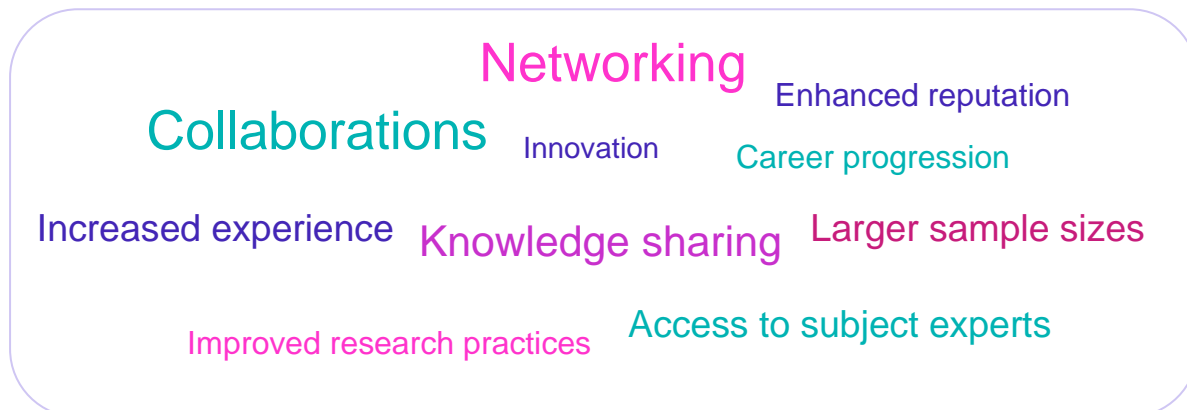 Networking
Enhanced reputation
Collaborations
Innovation
Career progression
Increased experience
Knowledge sharing
Larger sample sizes
Access to subject experts
Improved research practices